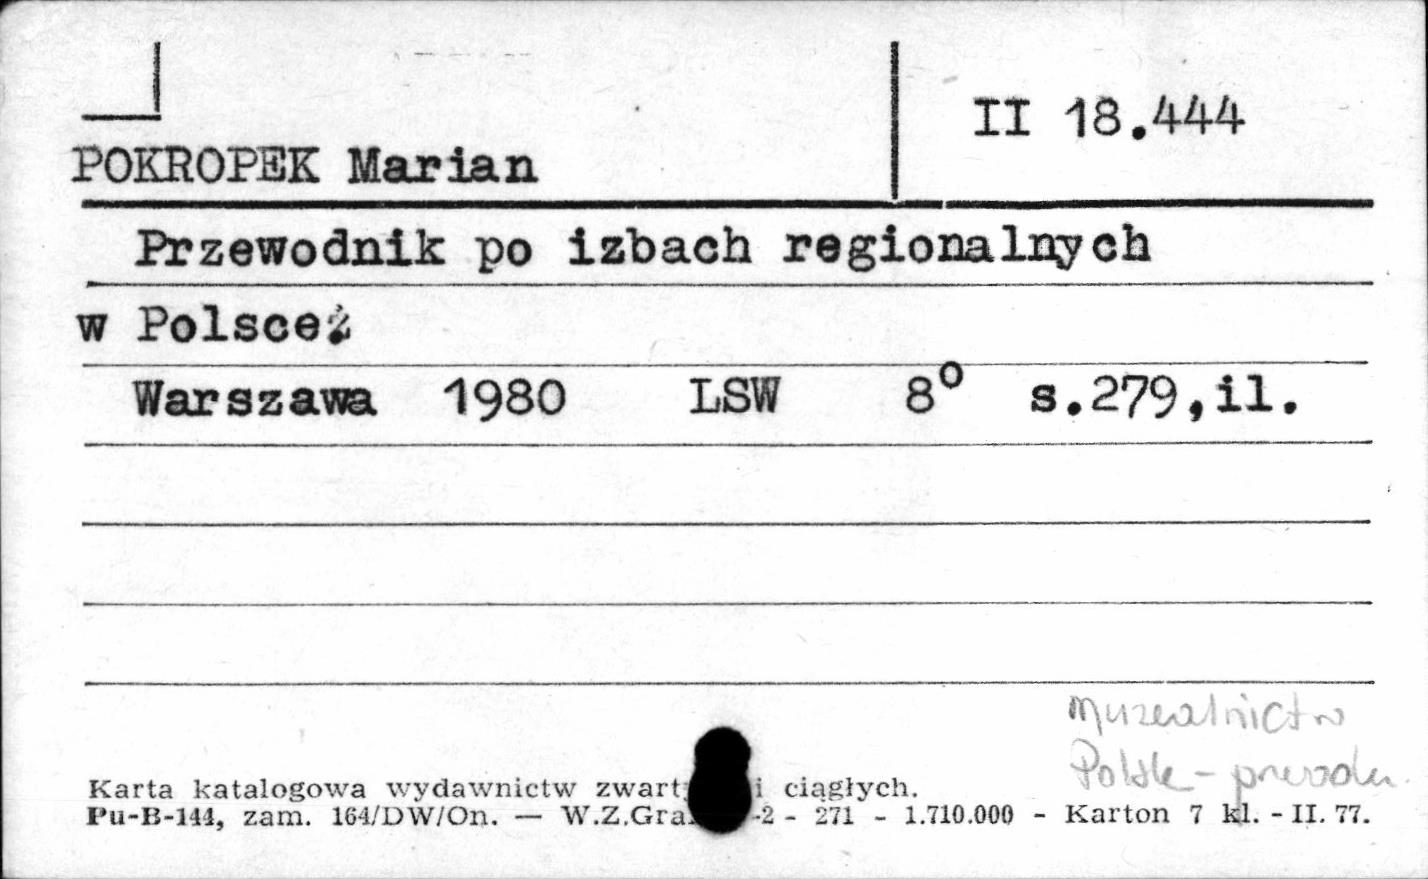 II 18.444
POKROPEK Marian
Przewodnik po izbach regionalnych
w Polsce
Warszawa 1980 LSW 8° s.279,il.
Muzealnictwo
Polsk - przewodn.
Karta katalogowa wydawnictw i ciągłych.
Pu-B-144, zam. 164/DW/On. — W.Z.Gra -2 - 271 - 1.710.000 - Karton 7 kl. - II. 77.